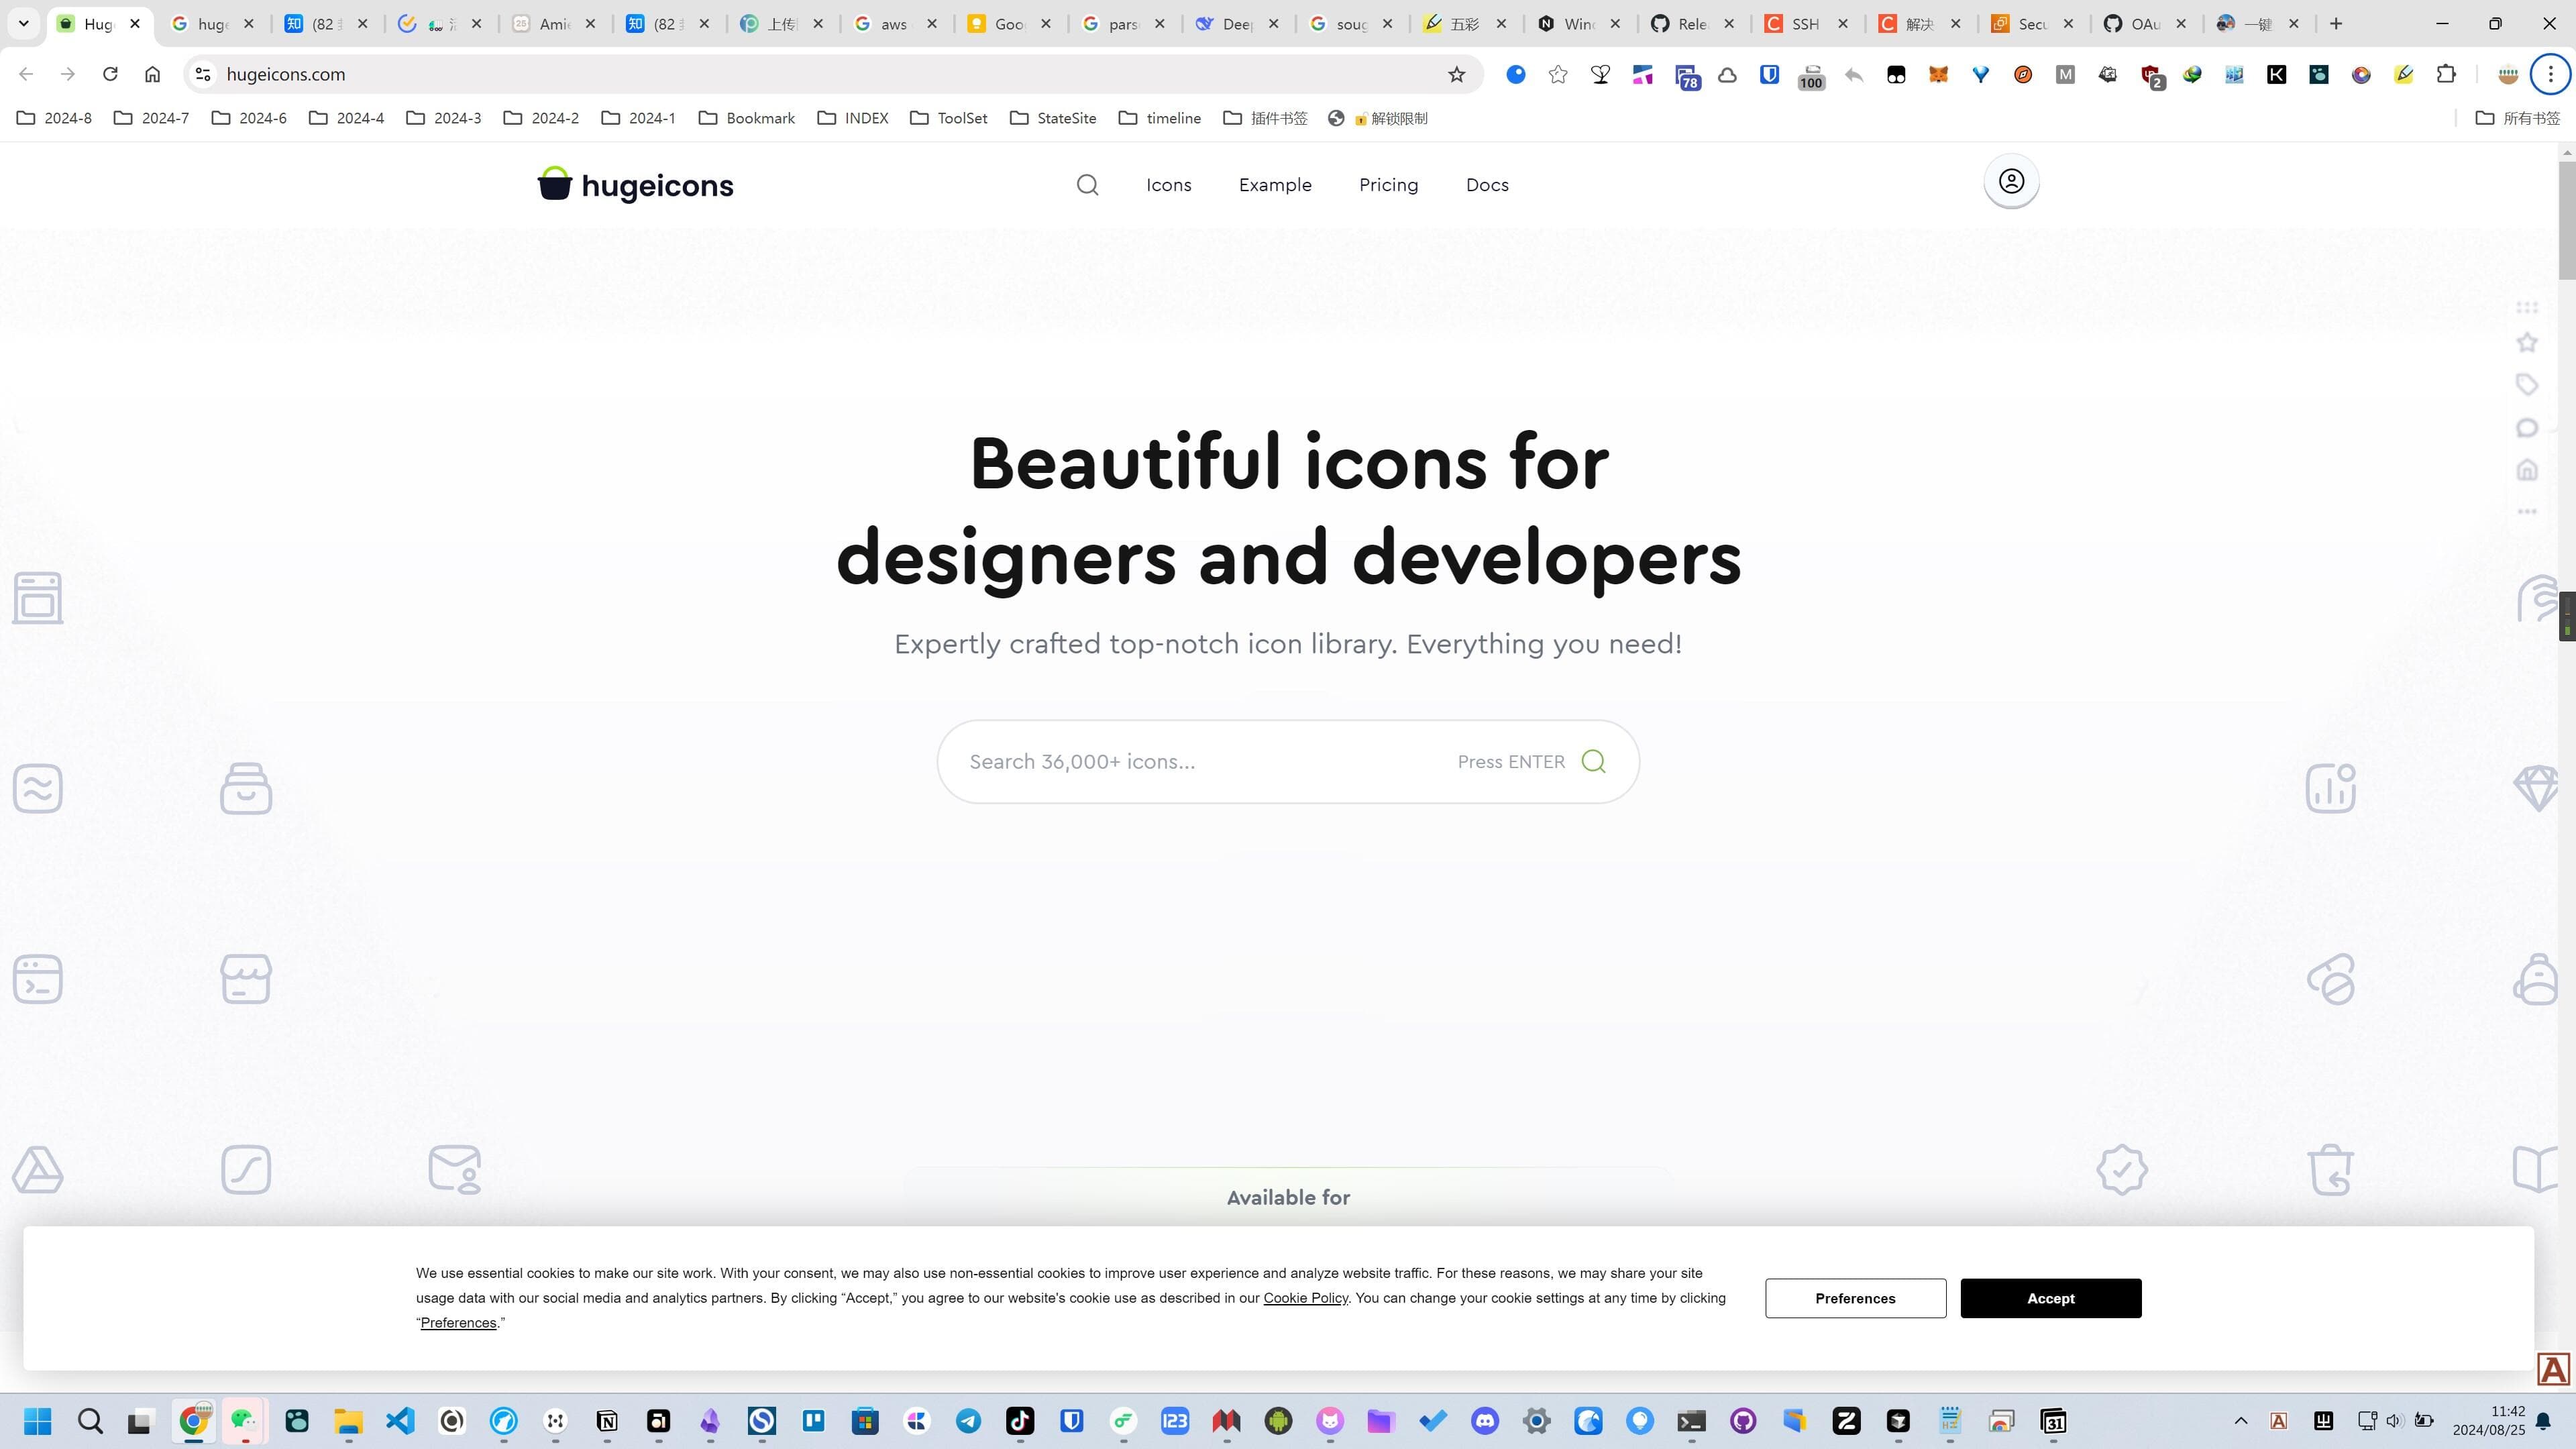 Huge
huge
知 (82
Amie
知 (82
上传
aws
Goo
parse
Deep
soug
五彩
Winc
Rele
SSH
解决
Secu
OAu
一键
hugeicons.com
78
100
2
2024-8
2024-7
2024-6
2024-4
2024-3
2024-2
2024-1
Bookmark
INDEX
ToolSet
StateSite
timeline
插件书签
解锁限制
所有书签
hugeicons
Icons
Example
Pricing
Docs
Beautiful icons for
designers and developers
Expertly crafted top-notch icon library. Everything you need!
Search 36,000+ icons...
Press ENTER
Available for
We use essential cookies to make our site work. With your consent, we may also use non-essential cookies to improve user experience and analyze website traffic. For these reasons, we may share your site
usage data with our social media and analytics partners. By clicking “Accept,” you agree to our website's cookie use as described in our Cookie Policy. You can change your cookie settings at any time by clicking
“Preferences.”
Preferences
Accept
11:42
2024/08/25